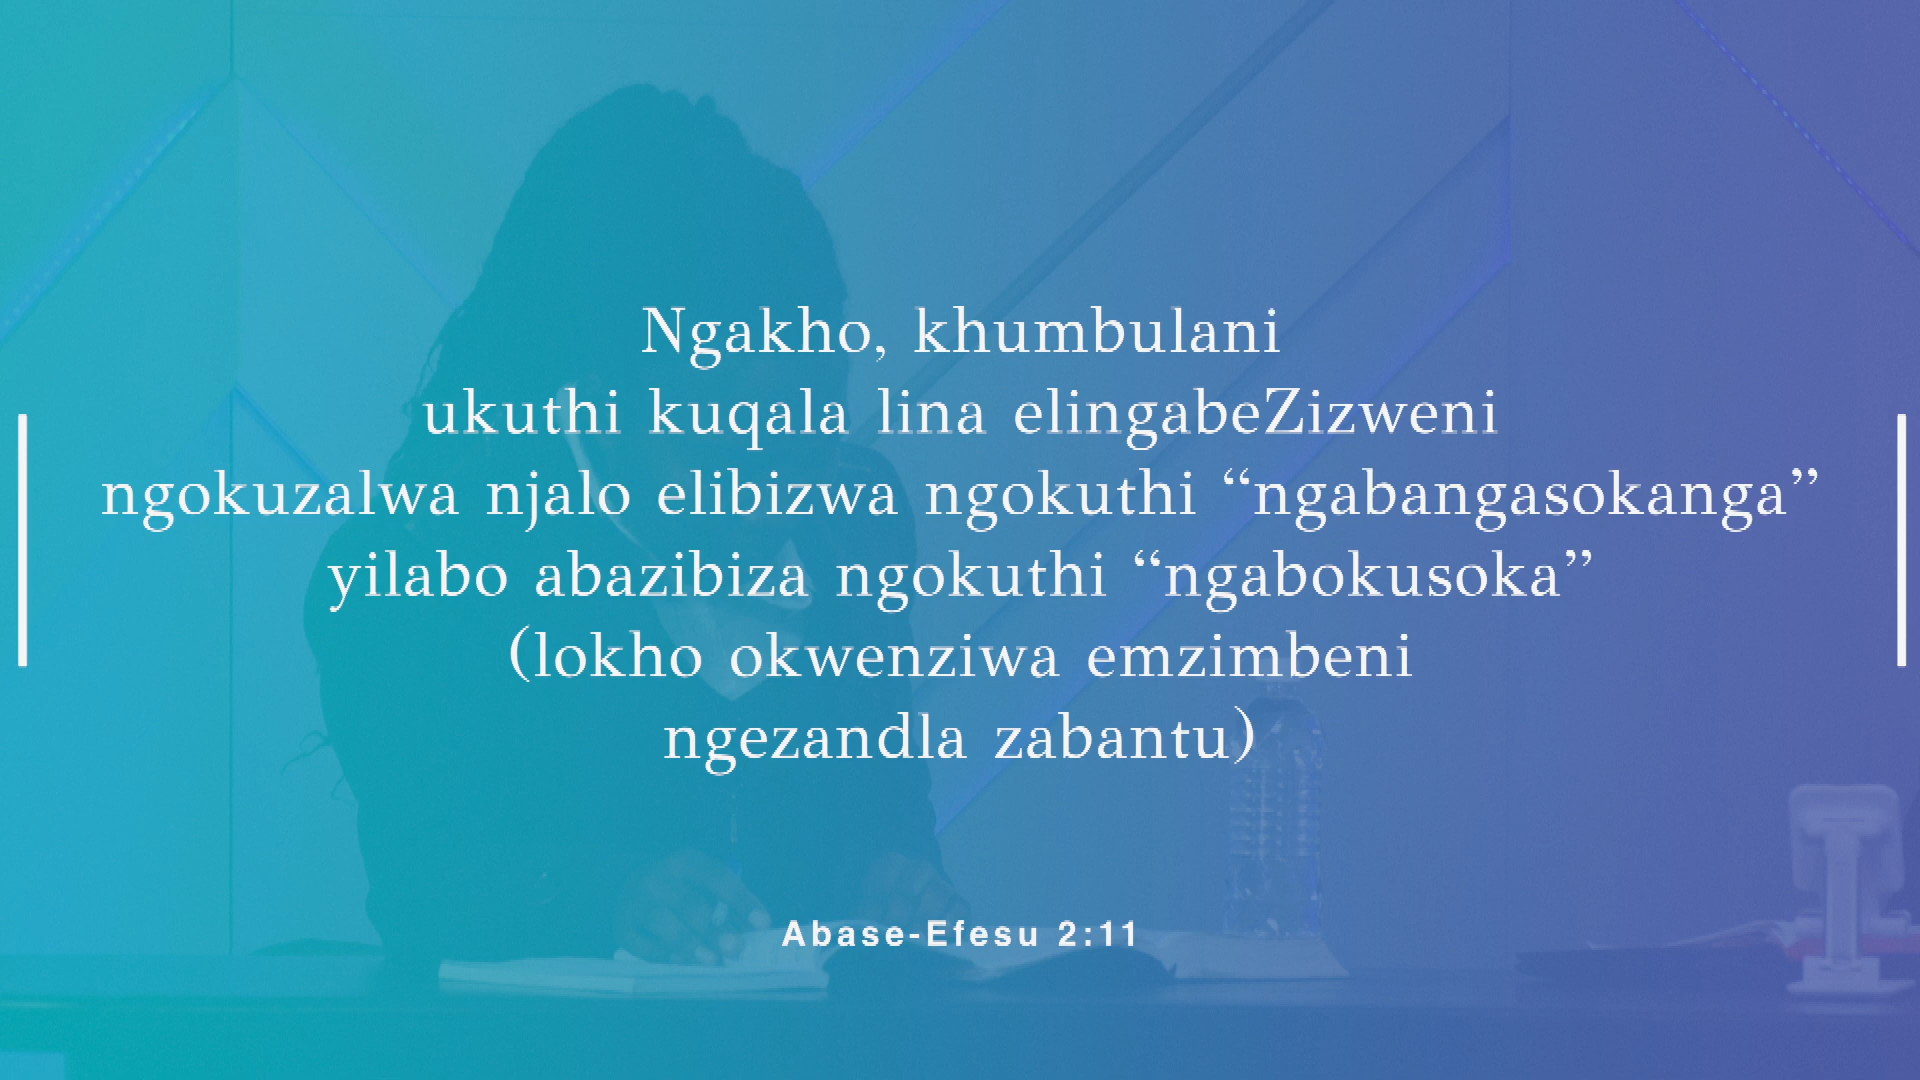 Ngakho, khumbulani
ukuthi kuqala lina elingabeZizweni
ngokuzalwa njalo elibizwa ngokuthi “ngabangasokanga”
yilabo abazibiza ngokuthi “ngabokusoka”
(lokho okwenziwa emzimbeni
ngezandla zabantu)
Abase-Efesu 2:11